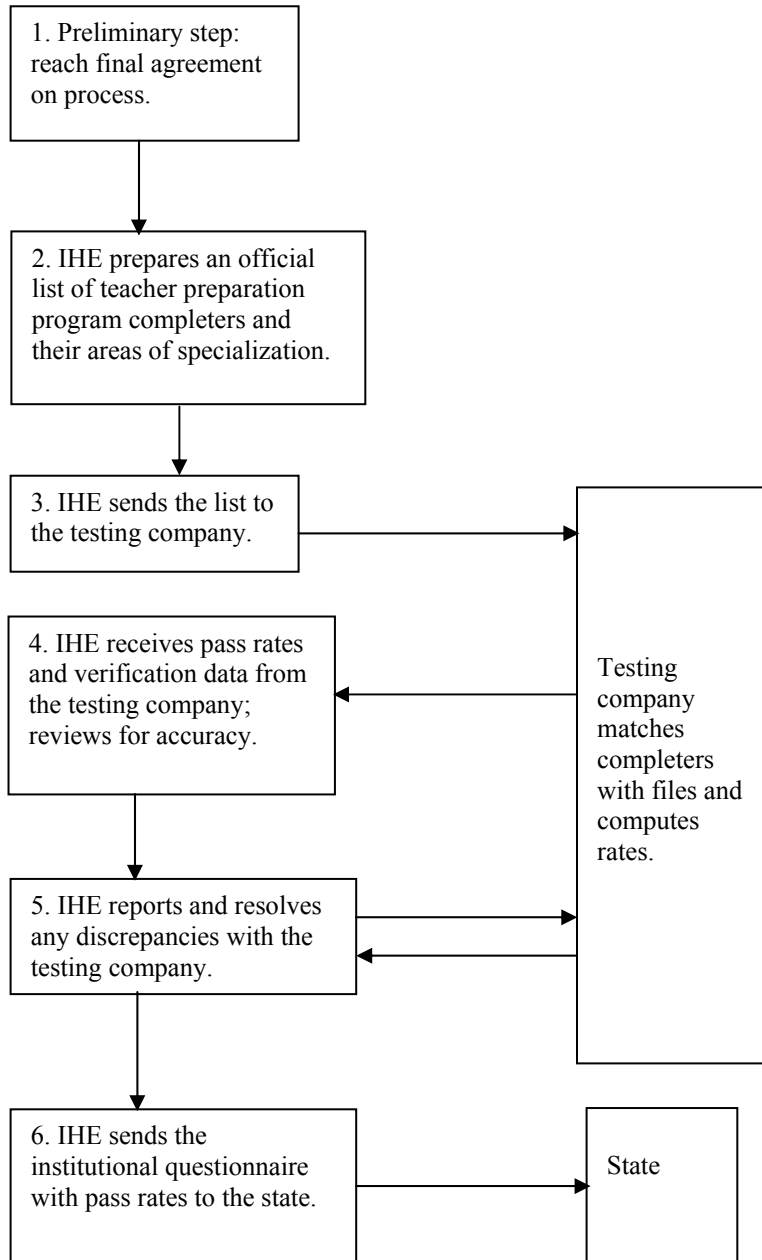 1. Preliminary step:
reach final agreement
on process.
2. IHE prepares an official
list of teacher preparation
program completers and
their areas of specialization.
3. IHE sends the list to
the testing company.
4. IHE receives pass rates
and verification data from
the testing company;
reviews for accuracy.
Testing
company
matches
completers
with files and
computes
rates.
5. IHE reports and resolves
any discrepancies with the
testing company.
6. IHE sends the
institutional questionnaire
with pass rates to the state.
State